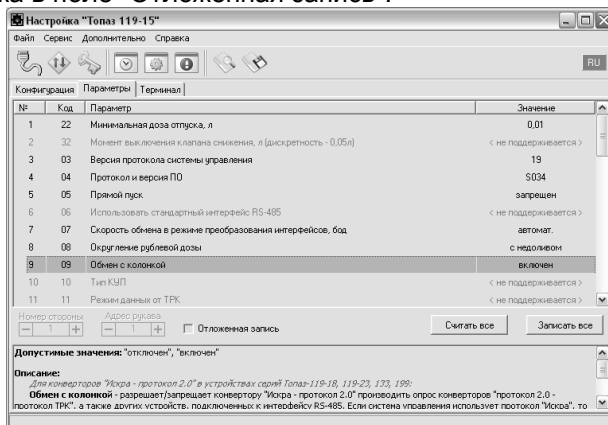 ка в поле "Отложенная запись".
Настройка "Топаз 119-15"
Файл Сервис Дополнительно Справка
RU
Конфигурация Параметры Терминал
№ Код Параметр Значение
1 22 Минимальная доза отпуска, л 0,01
2 32 Момент выключения клапана снижения, л (дискретность - 0,05л) < не поддерживается >
3 03 Версия протокола системы управления 19
4 04 Протокол и версия ПО S034
5 05 Прямой пуск запрещен
6 06 Использовать стандартный интерфейс RS-485 < не поддерживается >
7 07 Скорость обмена в режиме преобразования интерфейсов, бод автомат.
8 08 Округление рублевой дозы с недоливом
9 09 Обмен с колонкой включен
10 10 Тип КУП < не поддерживается >
11 11 Режим данных от ТРК < не поддерживается >
Номер стороны Адрес рукава
1 1 Отложенная запись Считать все Записать все
Допустимые значения: "отключен", "включен"
Описание:
Для конверторов "Искра - протокол 2.0" в устройствах серий Топаз-119-18, 119-23, 133, 199:
Обмен с колонкой - разрешает/запрещает конвертору "Искра - протокол 2.0" производить опрос конверторов "протокол 2.0 -
протокол ТРК", а также других устройств, подключенных к интерфейсу RS-485. Если система управления использует протокол "Искра", то